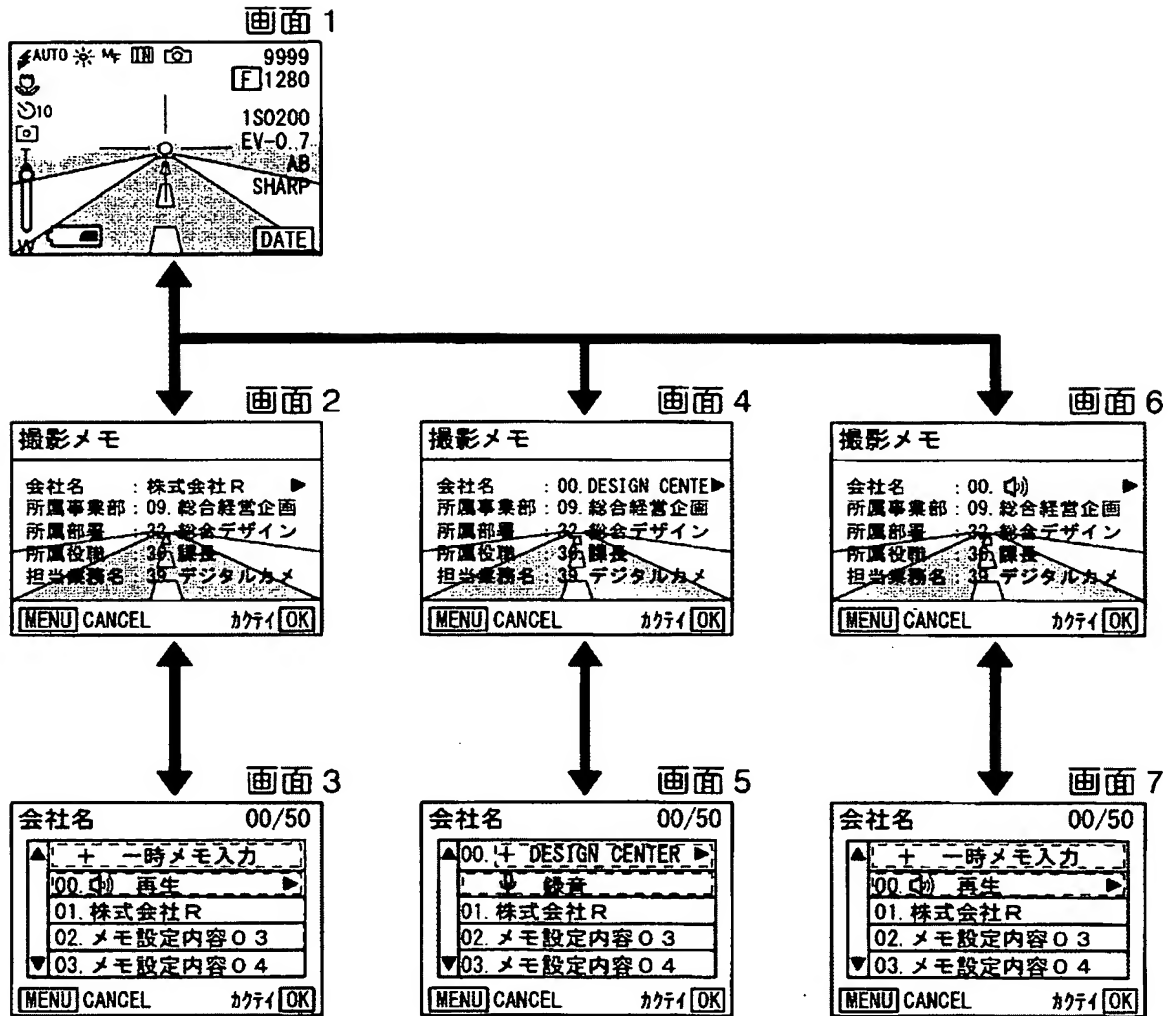 画面 1
AUTO MF IN 9999
F 1280
10
1S0200
EV-0.7
T
AB
SHARP
W
DATE
画面 2
撮影メモ
会社名 : 株式会社R ▶
所属事業部 : 09. 総合経営企画
所属部署 : 32. 総合デザイン
所属役職 : 36. 課長
担当業務名 : 39. デジタルカメ
MENU CANCEL カクテイ OK
画面 4
撮影メモ
会社名 : 00. DESIGN CENTE▶
所属事業部 : 09. 総合経営企画
所属部署 : 32. 総合デザイン
所属役職 : 36. 課長
担当業務名 : 39. デジタルカメ
MENU CANCEL カクテイ OK
画面 6
撮影メモ
会社名 : 00. ▶
所属事業部 : 09. 総合経営企画
所属部署 : 32. 総合デザイン
所属役職 : 36. 課長
担当業務名 : 39. デジタルカメ
MENU CANCEL カクテイ OK
画面 3
会社名 00/50
+ 一時メモ入力
00. 再生 ▶
01. 株式会社R
02. メモ設定内容03
03. メモ設定内容04
MENU CANCEL カクテイ OK
画面 5
会社名 00/50
00. + DESIGN CENTER ▶
録音
01. 株式会社R
02. メモ設定内容03
03. メモ設定内容04
MENU CANCEL カクテイ OK
画面 7
会社名 00/50
+ 一時メモ入力
00. 再生 ▶
01. 株式会社R
02. メモ設定内容03
03. メモ設定内容04
MENU CANCEL カクテイ OK